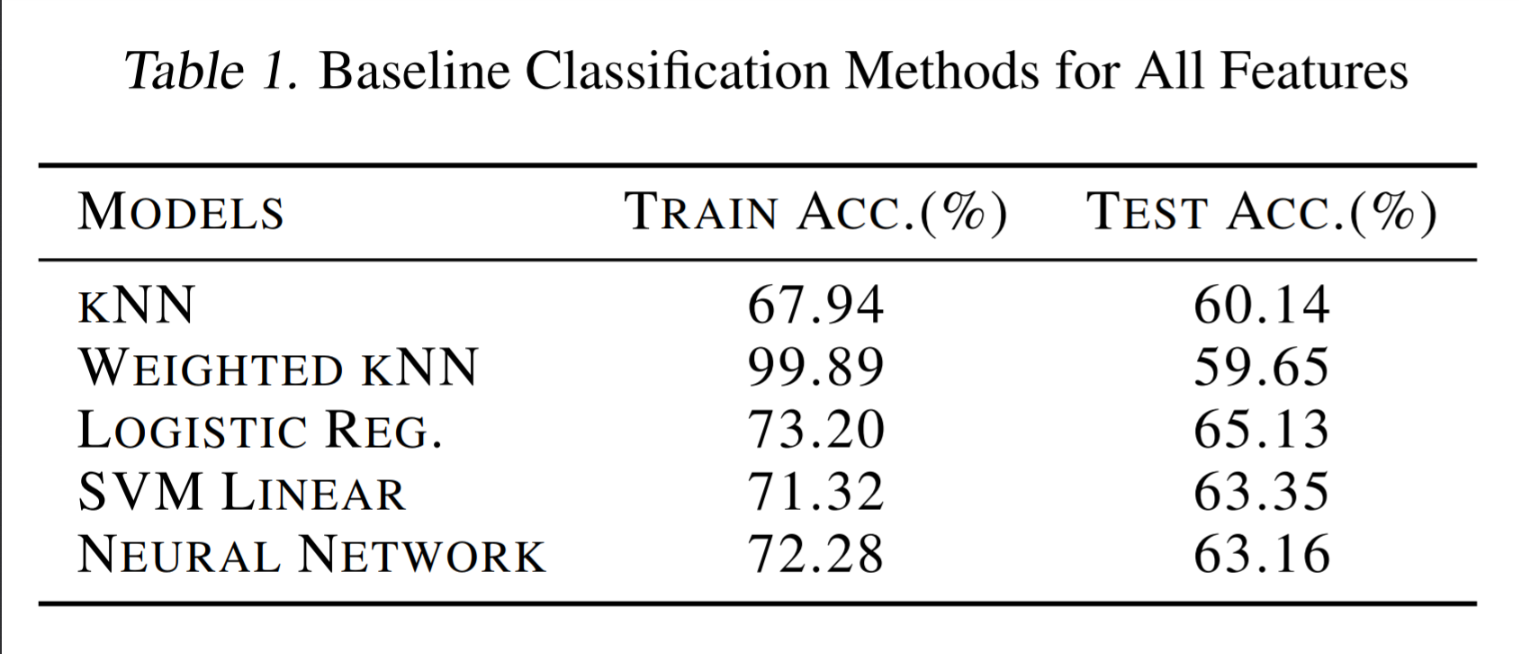 Table 1. Baseline Classification Methods for All Features
MODELS TRAIN ACC.(%) TEST ACC.(%)
KNN 67.94 60.14
WEIGHTED KNN 99.89 59.65
LOGISTIC REG. 73.20 65.13
SVM LINEAR 71.32 63.35
NEURAL NETWORK 72.28 63.16